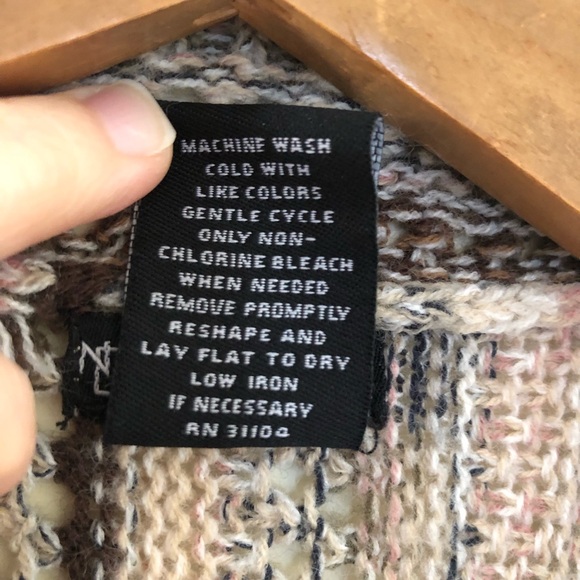 MACHINE WASH
COLD WITH
LIKE COLORS
GENTLE CYCLE
ONLY NON-
CHLORINE BLEACH
WHEN NEEDED
REMOVE PROMPTLY
RESHAPE AND
LAY FLAT TO DRY
LOW IRON
IF NECESSARY
RN 31104